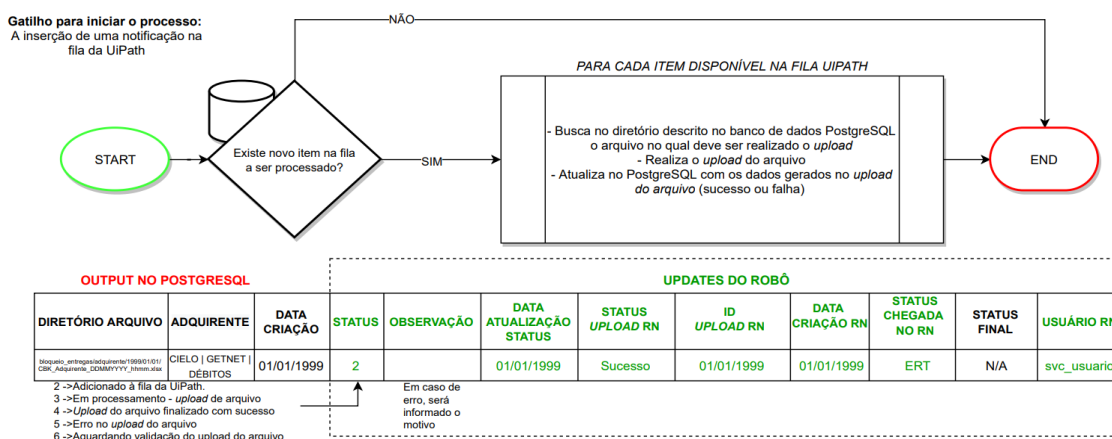 Gatilho para iniciar o processo:
A inserção de uma notificação na
fila da UiPath
NÃO
PARA CADA ITEM DISPONÍVEL NA FILA UIPATH
START
Existe novo item na fila
a ser processado?
SIM
- Busca no diretório descrito no banco de dados PostgreSQL
o arquivo no qual deve ser realizado o upload
- Realiza o upload do arquivo
- Atualiza no PostgreSQL com os dados gerados no upload
do arquivo (sucesso ou falha)
END
OUTPUT NO POSTGRESQL
UPDATES DO ROBÔ
DIRETÓRIO ARQUIVO
ADQUIRENTE
DATA
CRIAÇÃO
STATUS
OBSERVAÇÃO
DATA
ATUALIZAÇÃO
STATUS
STATUS
UPLOAD RN
ID
UPLOAD RN
DATA
CRIAÇÃO RN
STATUS
CHEGADA
NO RN
STATUS
FINAL
USUÁRIO RN
bloqueio_entregas/adquirente/1999/01/01/
CBK_Adquirente_DDMMYYYY_hhmm.xlsx
CIELO | GETNET |
DÉBITOS
01/01/1999
2
01/01/1999
Sucesso
01/01/1999
01/01/1999
ERT
N/A
svc_usuario
2 ->Adicionado à fila da UiPath.
3 ->Em processamento - upload de arquivo
4 ->Upload do arquivo finalizado com sucesso
5 ->Erro no upload do arquivo
6 ->Aguardando validação do upload do arquivo
Em caso de
erro, será
informado o
motivo